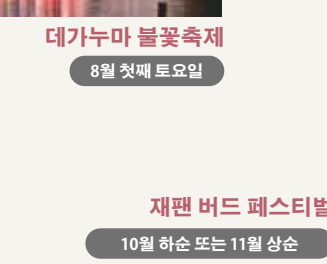 데가누마 불꽃축제
8월 첫째 토요일
재팬 버드 페스티벌
10월 하순 또는 11월 상순